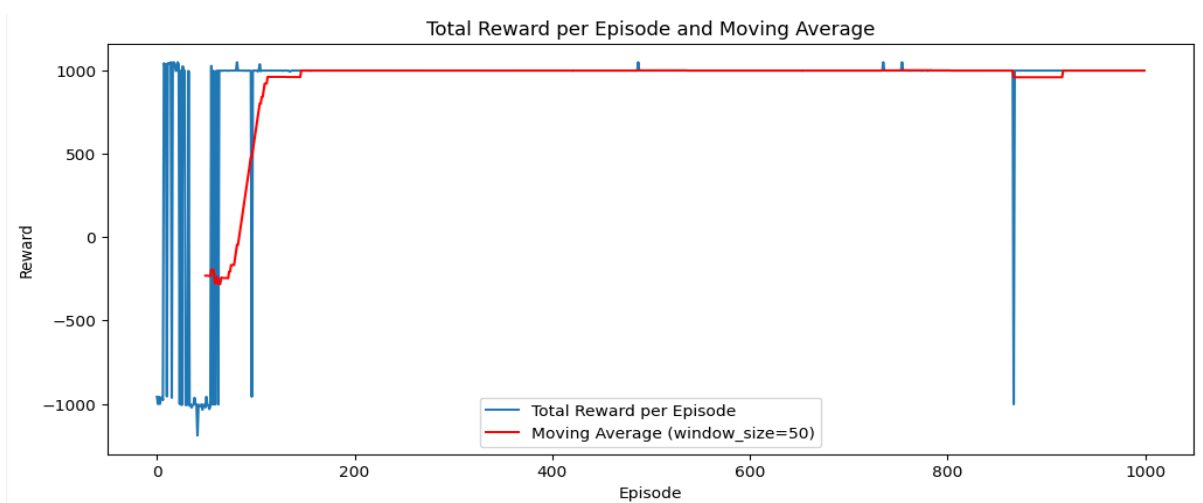 Total Reward per Episode and Moving Average
1000
500
0
−500
−1000
Reward
Total Reward per Episode
Moving Average (window_size=50)
0
200
400
600
800
1000
Episode